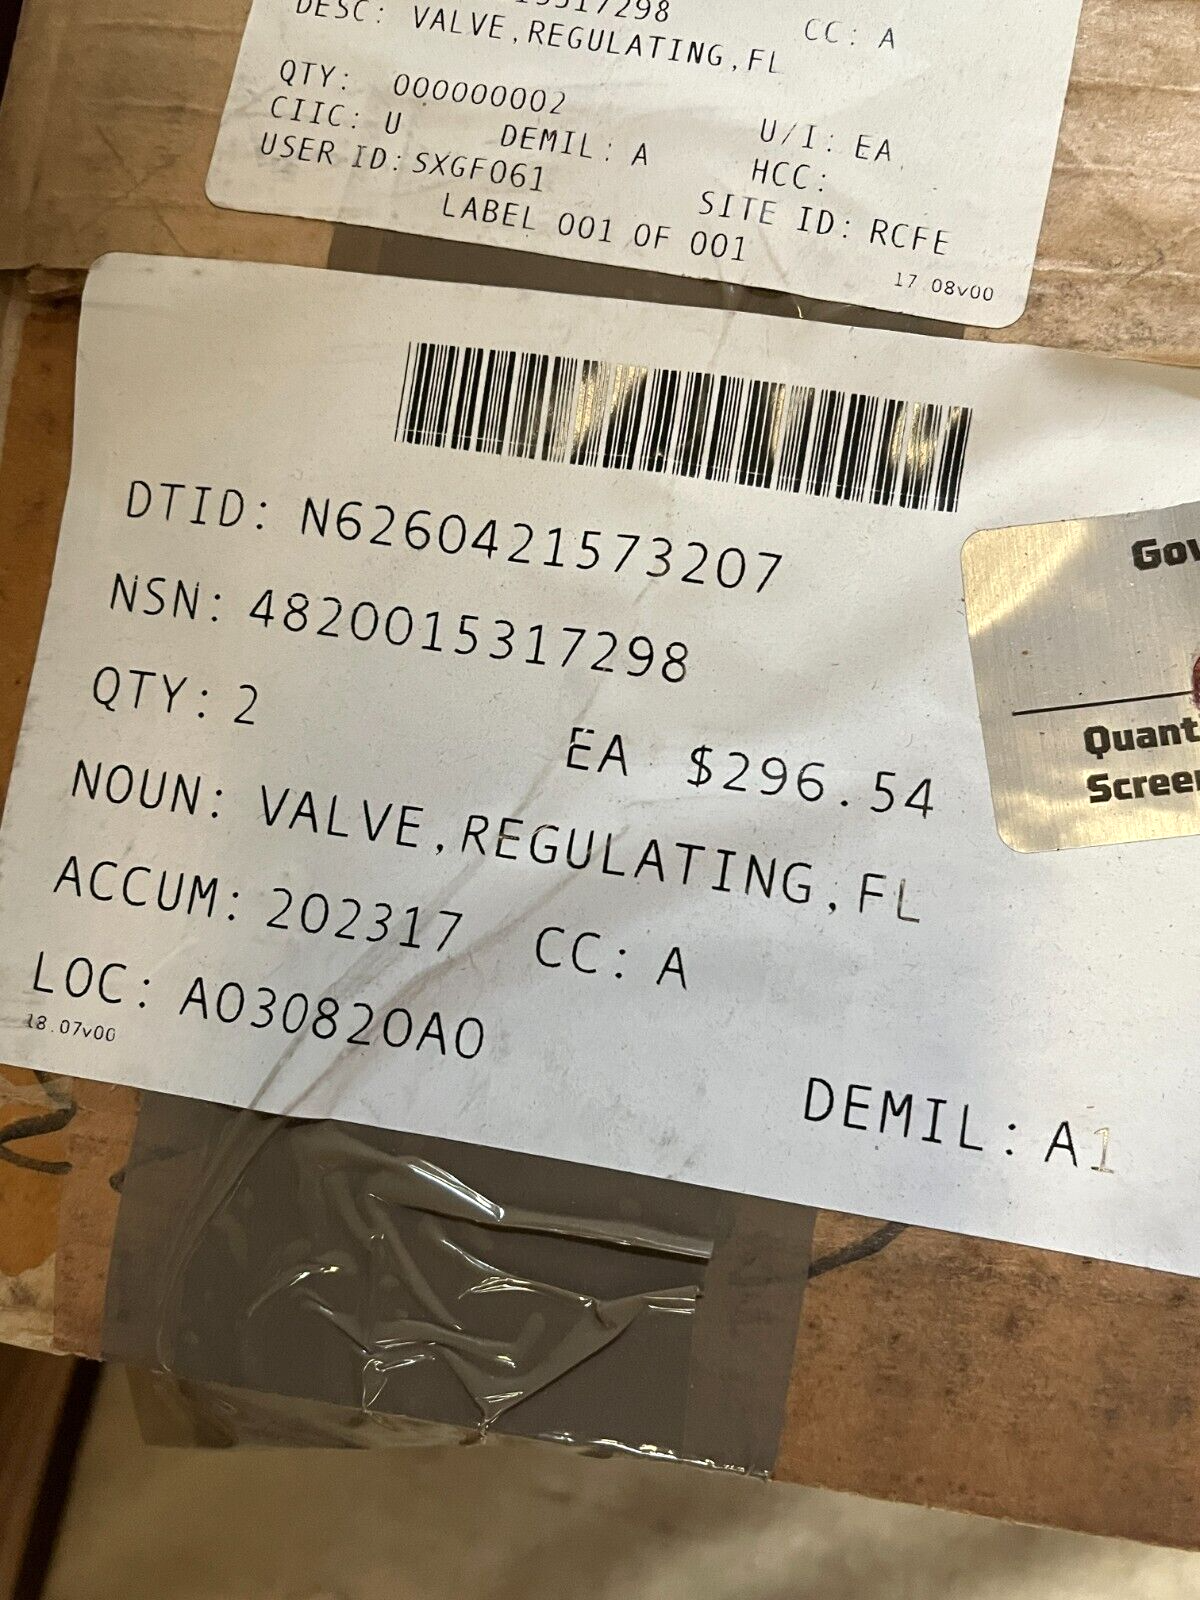 15317298 CC: A
DESC: VALVE,REGULATING,FL
QTY: 000000002 U/I: EA
CIIC: U DEMIL: A HCC:
USER ID: SXGF061 SITE ID: RCFE
LABEL 001 OF 001
17 08v00
DTID: N6260421573207
NSN: 4820015317298
QTY: 2 EA $296.54
NOUN: VALVE,REGULATING,FL
ACCUM: 202317 CC: A
LOC: A030820A0
18.07v00
DEMIL: A1
Gov
Quant
Screen